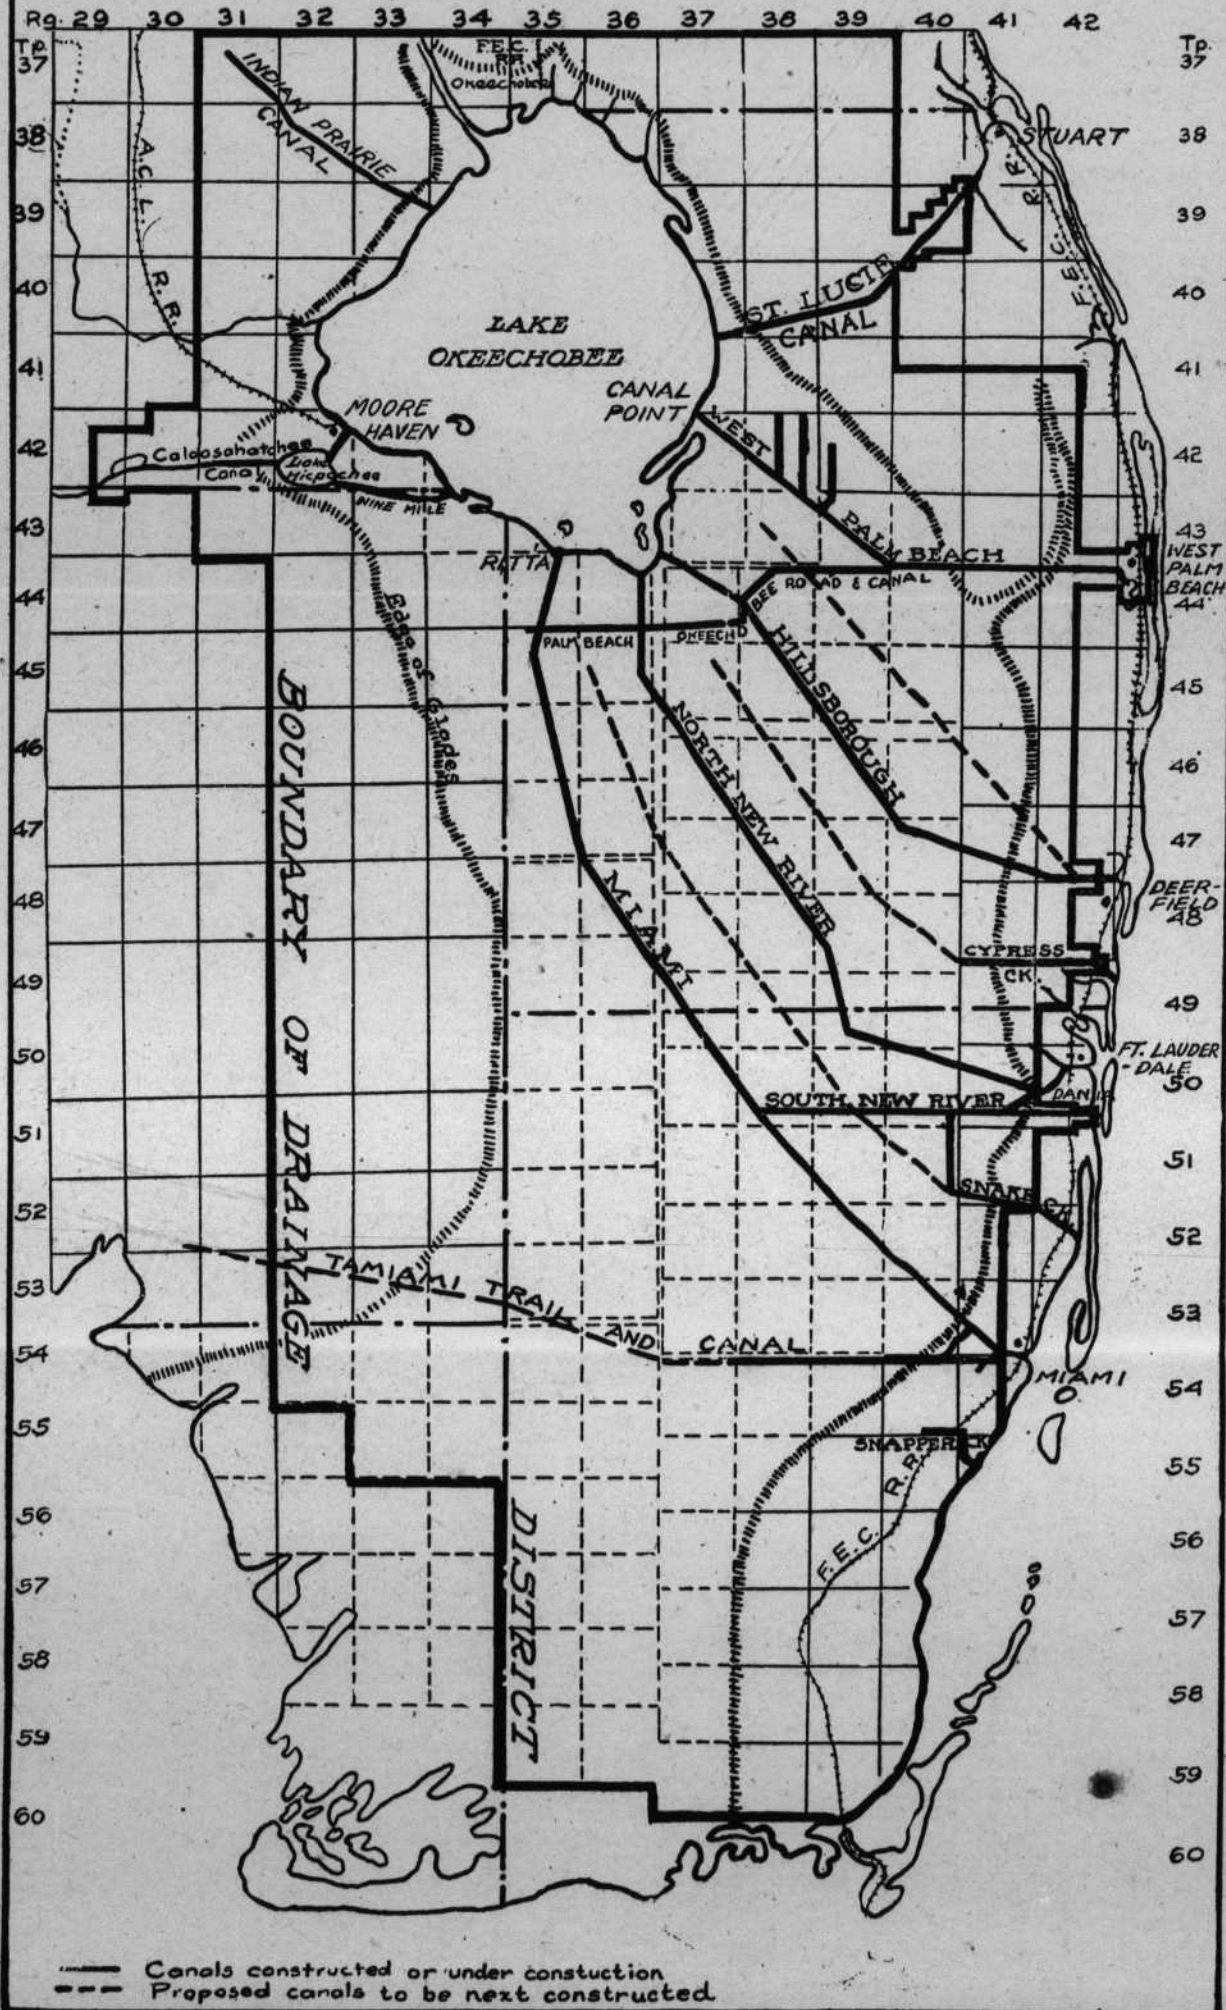 Rg. 29 30 31 32 33 34 35 36 37 38 39 40 41 42
Tp. 37
Tp. 37
F.E.C.
R.R.
Okeechobee
INDIAN PRAIRIE
CANAL
38
STUART
38
A.C.L.
R.R.
R.R.
F.E.C.
39
39
40
ST. LUCIE
CANAL
40
LAKE
OKEECHOBEE
41
41
CANAL
POINT
MOORE
HAVEN
WEST
42
42
Caloosahatchee
Canal
Lake
Hicpochee
NINE MILE
43
PALM BEACH
43
WEST
PALM
BEACH
RITTA
BEE ROAD & CANAL
44
44
PALM BEACH
OKEECHO
Edge of Glades
HILLSBOROUGH
45
45
BOUNDARY OF DRAINAGE
NORTH NEW RIVER
46
46
47
47
MIAMI
48
DEER-
FIELD
48
CYPRESS
CK.
49
49
50
FT. LAUDER
-DALE
50
DANIA
SOUTH NEW RIVER
51
51
SNAKE CK.
52
52
TAMIAMI TRAIL AND CANAL
53
53
54
MIAMI
54
55
SNAPPER CK
55
R.R.
F.E.C.
56
56
DISTRICT
57
57
58
58
59
59
60
60
Canals constructed or under constuction
Proposed canals to be next constructed